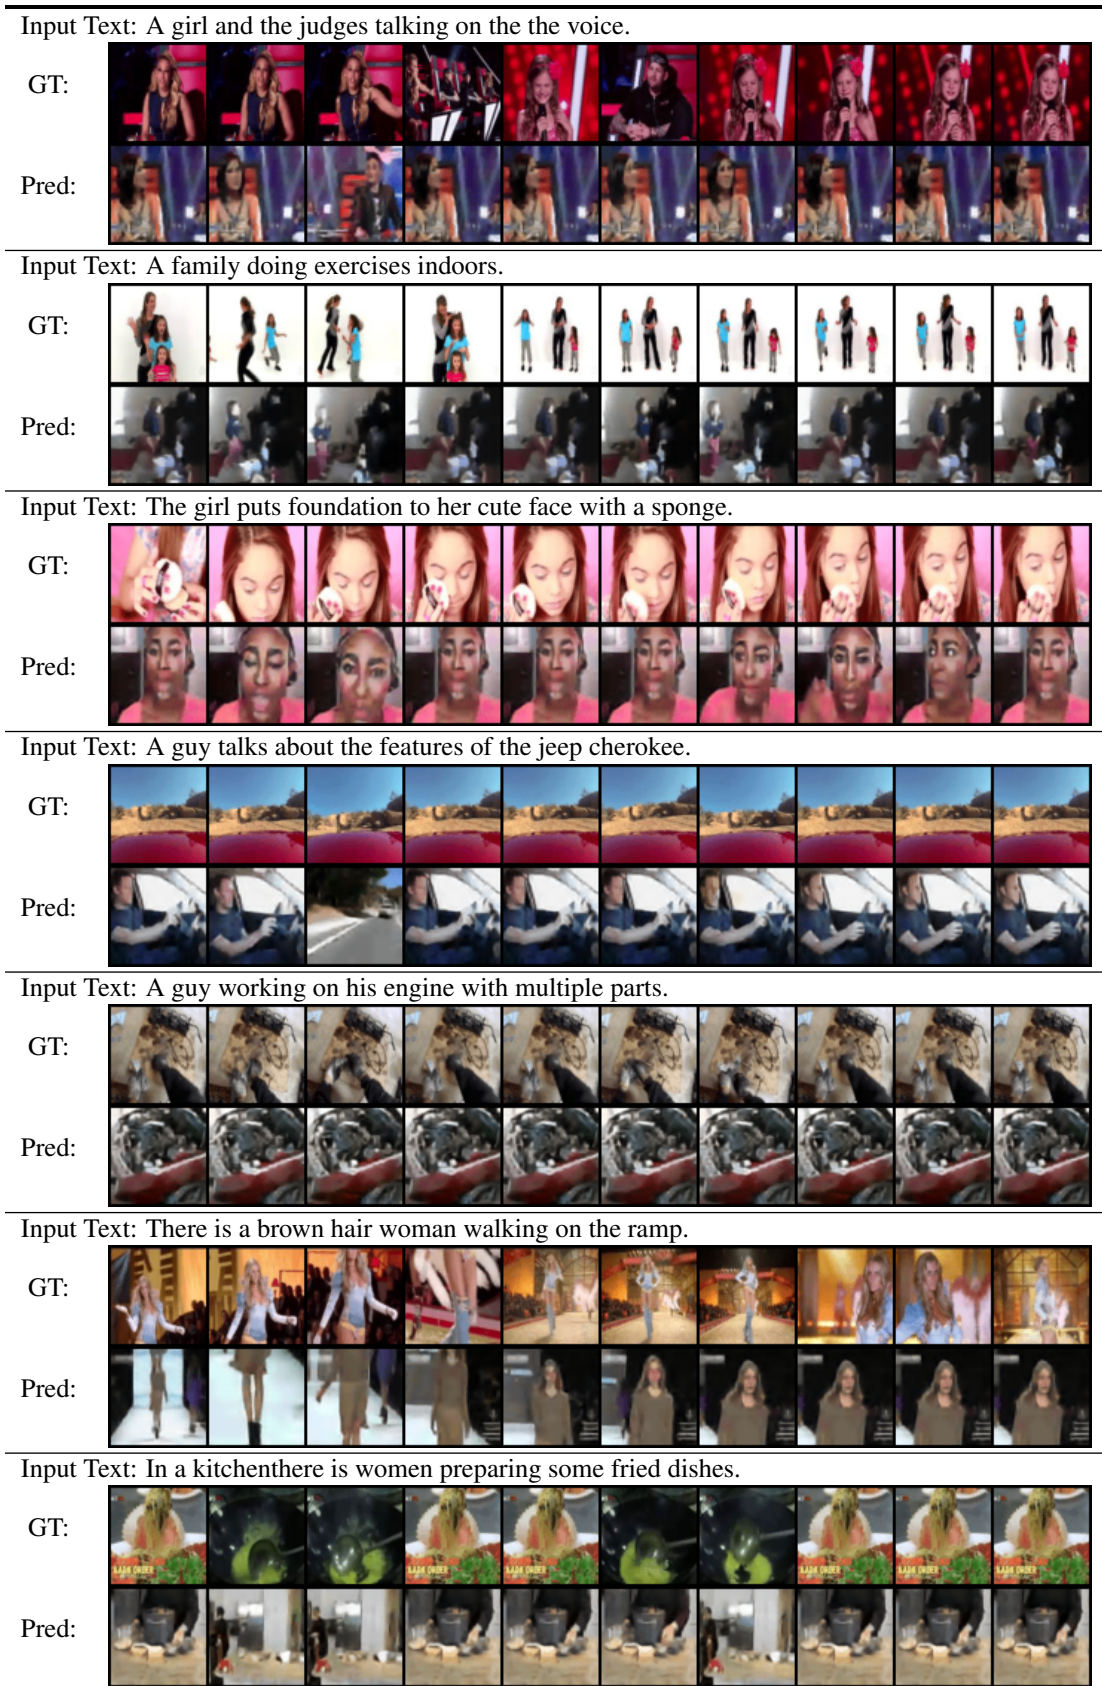 Input Text: A girl and the judges talking on the the voice.
GT:
Pred:
Input Text: A family doing exercises indoors.
GT:
Pred:
Input Text: The girl puts foundation to her cute face with a sponge.
GT:
Pred:
Input Text: A guy talks about the features of the jeep cherokee.
GT:
Pred:
Input Text: A guy working on his engine with multiple parts.
GT:
Pred:
Input Text: There is a brown hair woman walking on the ramp.
GT:
Pred:
Input Text: In a kitchenthere is women preparing some fried dishes.
GT:
Pred: